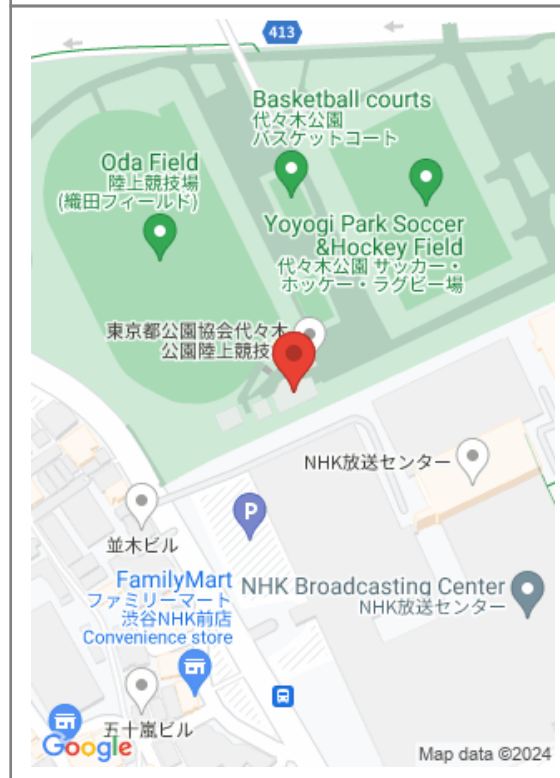 413
Basketball courts
代々木公園
バスケットコート
Oda Field
陸上競技場
(織田フィールド)
Yoyogi Park Soccer
&Hockey Field
代々木公園 サッカー・
ホッケー・ラグビー場
東京都公園協会代々木
公園陸上競技
NHK放送センター
P
並木ビル
FamilyMart
ファミリーマート
渋谷NHK前店
Convenience store
NHK Broadcasting Center
NHK放送センター
五十嵐ビル
Google
Map data ©2024